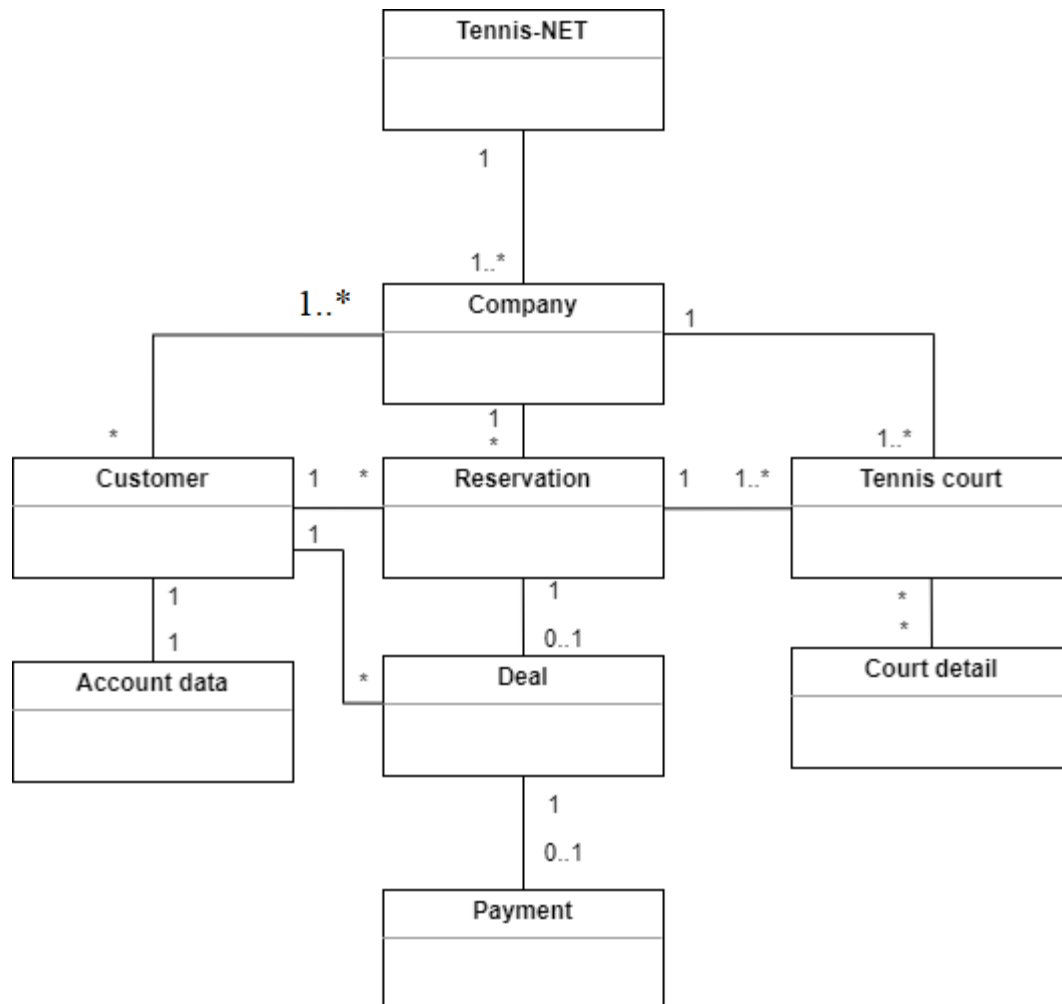 Tennis-NET
1
1..*
1..*
Company
1
1
*
*
1..*
Customer
1
*
Reservation
1
1..*
Tennis court
1
1
1
*
1
0..1
*
*
Account data
*
Deal
Court detail
1
0..1
Payment